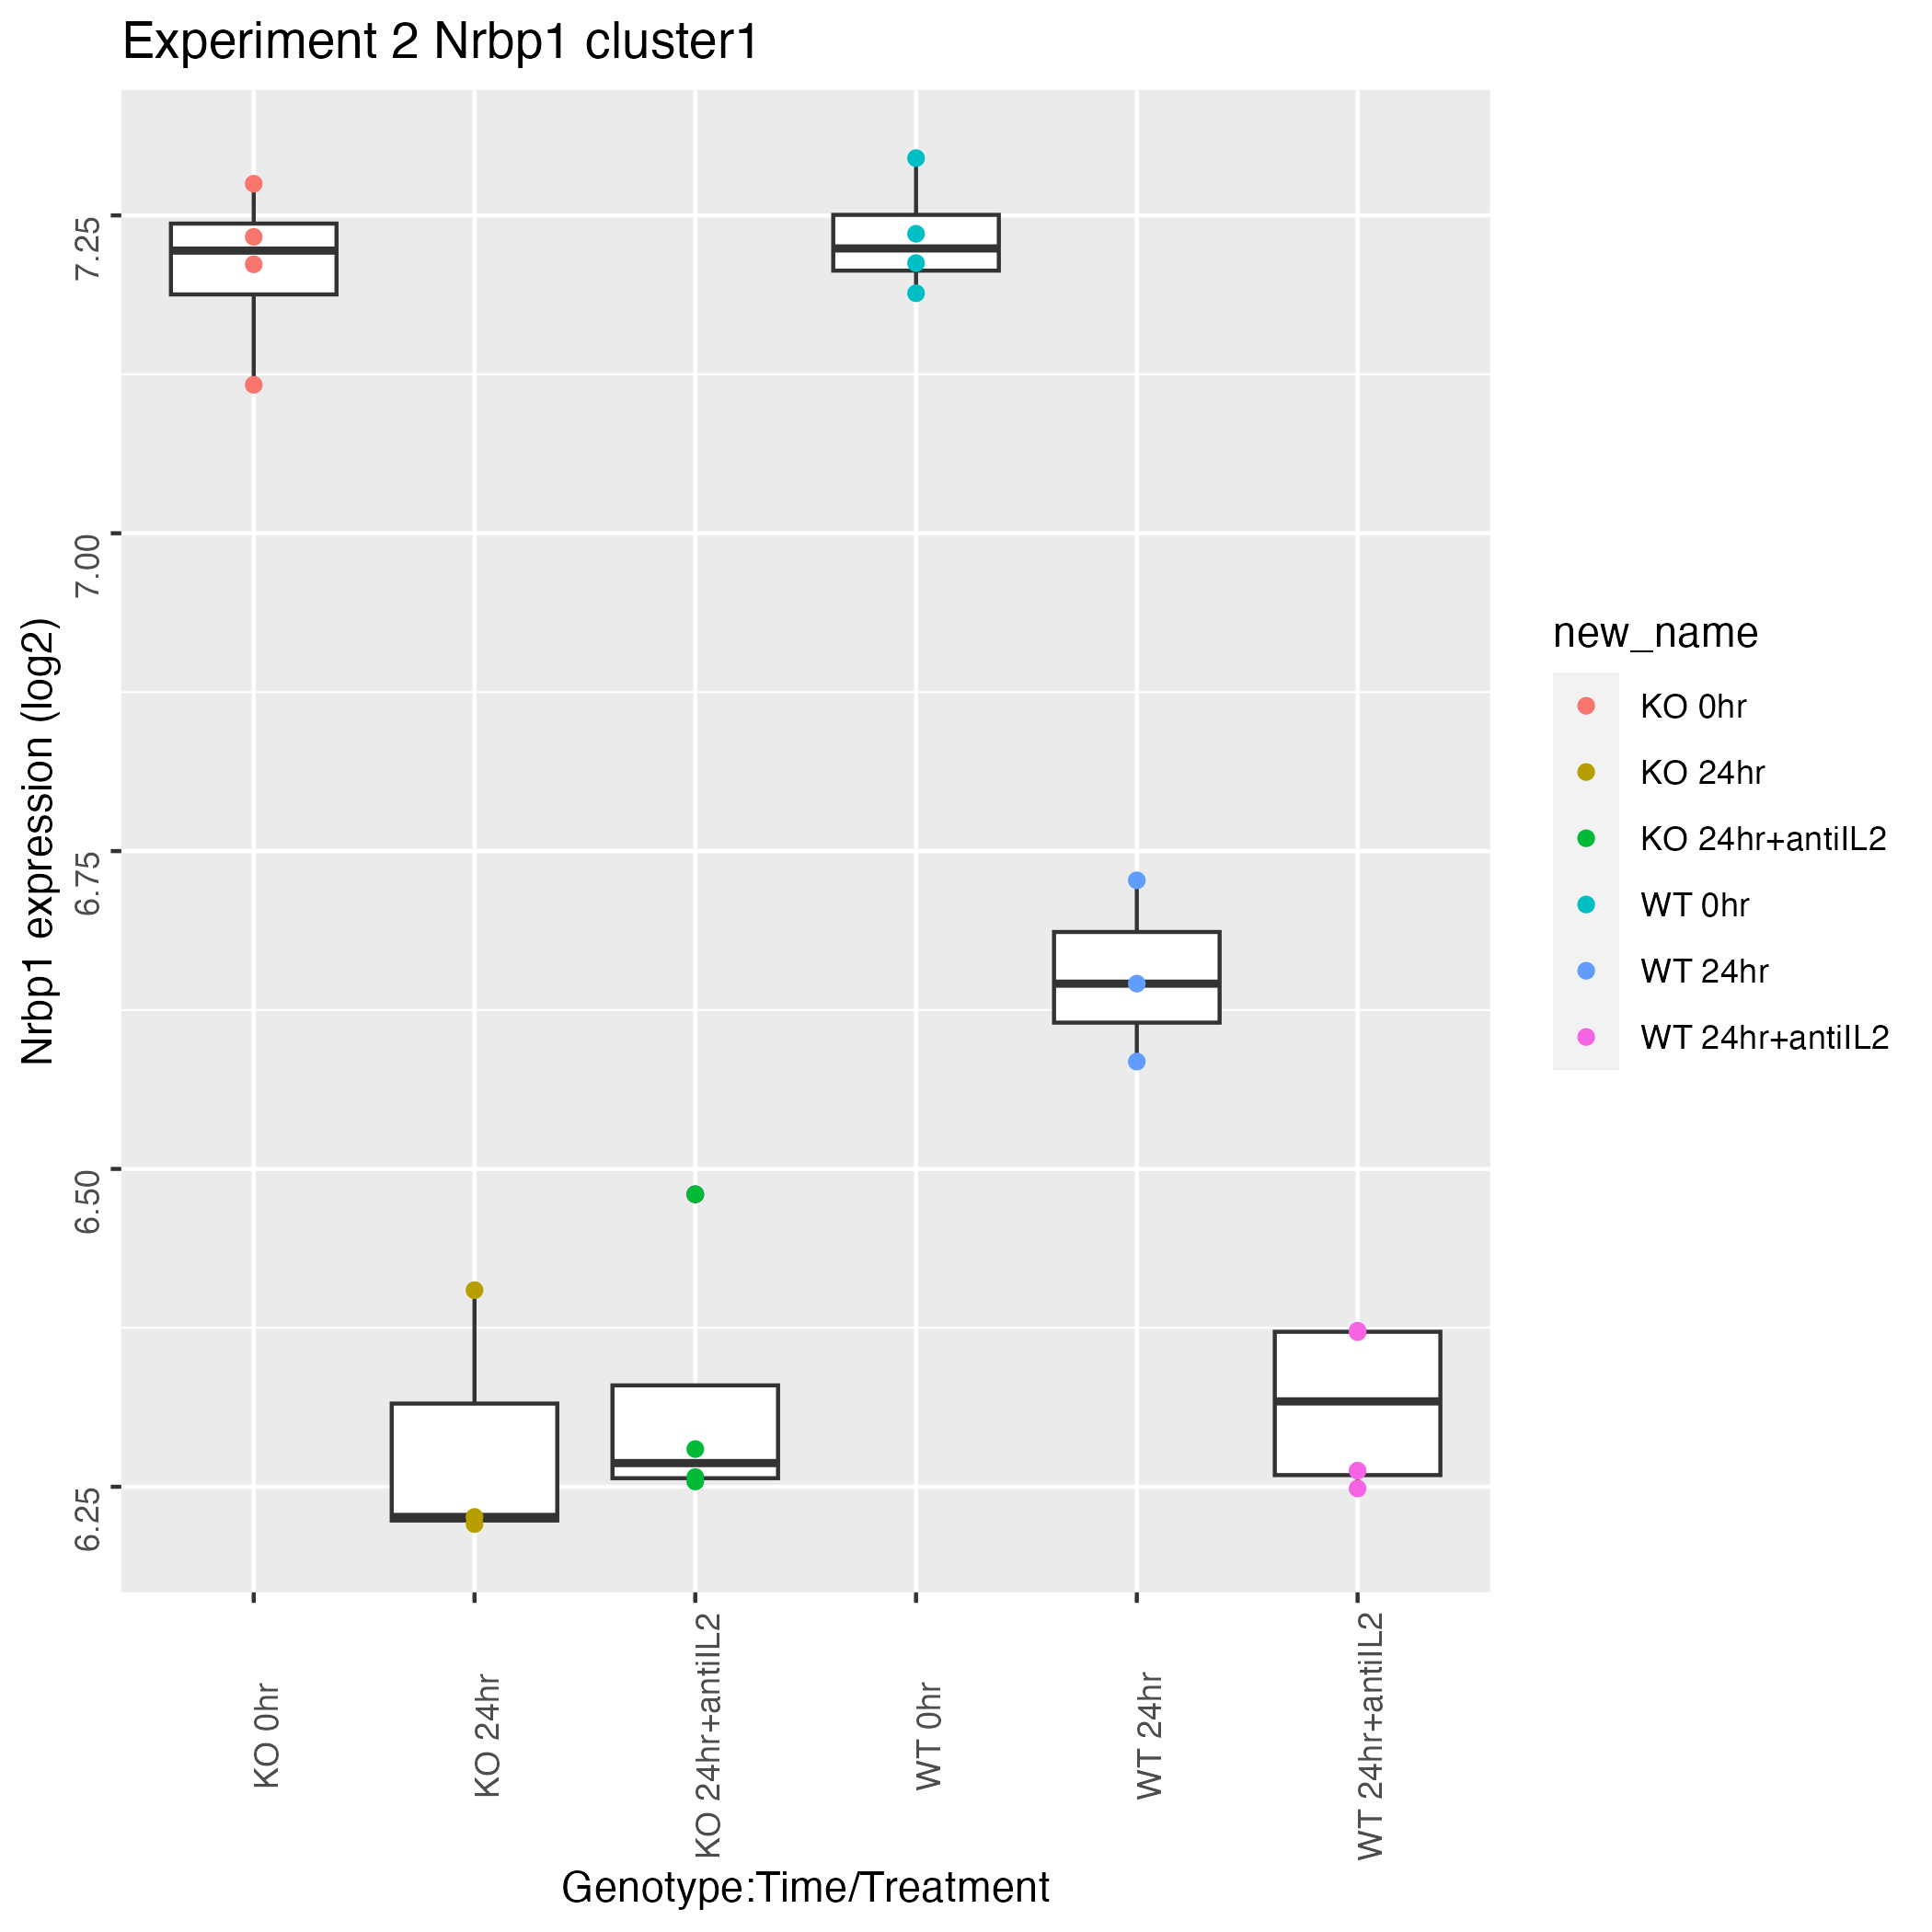 Experiment 2 Nrbp1 cluster1
Nrbp1 expression (log2)
7.25
7.00
6.75
6.50
6.25
KO 0hr
KO 24hr
KO 24hr+antiIL2
WT 0hr
WT 24hr
WT 24hr+antiIL2
Genotype:Time/Treatment
new_name
KO 0hr
KO 24hr
KO 24hr+antiIL2
WT 0hr
WT 24hr
WT 24hr+antiIL2